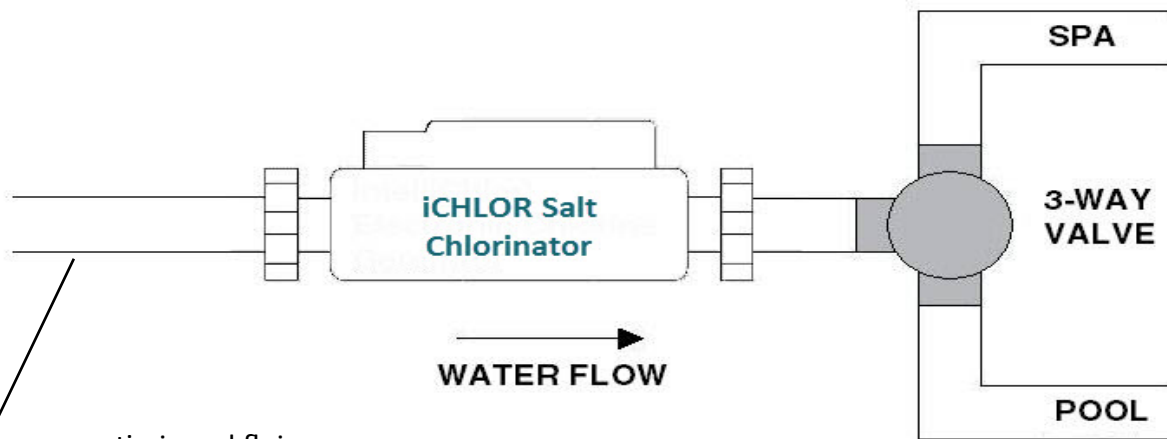 SPA
iCHLOR Salt
Chlorinator
3-WAY
VALVE
WATER FLOW
POOL